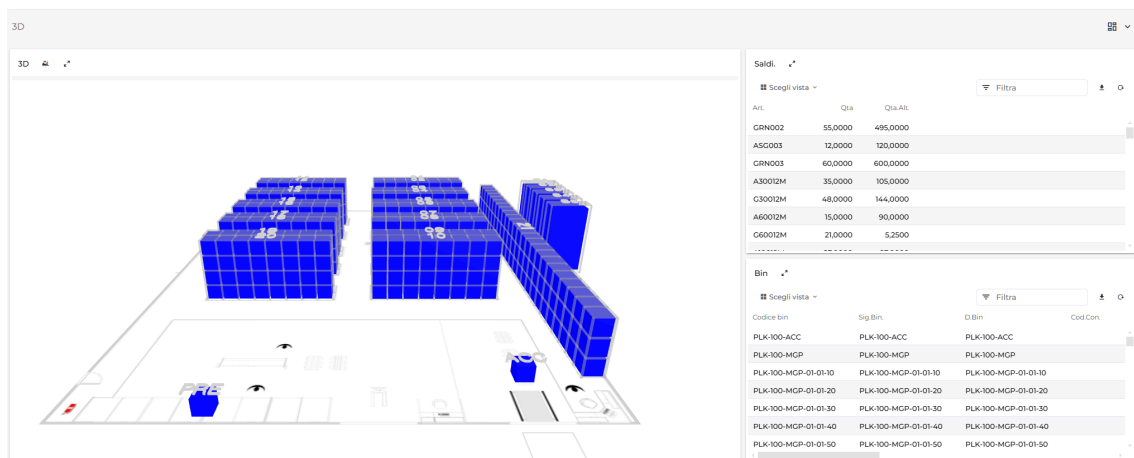 3D
3D
PRE
ACC
Saldi.
Scegli vista
Filtra
Art. Qta Qta.Alt.
GRN002 55,0000 495,0000
ASG003 12,0000 120,0000
GRN003 60,0000 600,0000
A30012M 35,0000 105,0000
G30012M 48,0000 144,0000
A60012M 15,0000 90,0000
G60012M 21,0000 5,2500
Bin
Scegli vista
Filtra
Codice bin Sig.Bin. D.Bin Cod.Con.
PLK-100-ACC PLK-100-ACC PLK-100-ACC
PLK-100-MGP PLK-100-MGP PLK-100-MGP
PLK-100-MGP-01-01-10 PLK-100-MGP-01-01-10 PLK-100-MGP-01-01-10
PLK-100-MGP-01-01-20 PLK-100-MGP-01-01-20 PLK-100-MGP-01-01-20
PLK-100-MGP-01-01-30 PLK-100-MGP-01-01-30 PLK-100-MGP-01-01-30
PLK-100-MGP-01-01-40 PLK-100-MGP-01-01-40 PLK-100-MGP-01-01-40
PLK-100-MGP-01-01-50 PLK-100-MGP-01-01-50 PLK-100-MGP-01-01-50